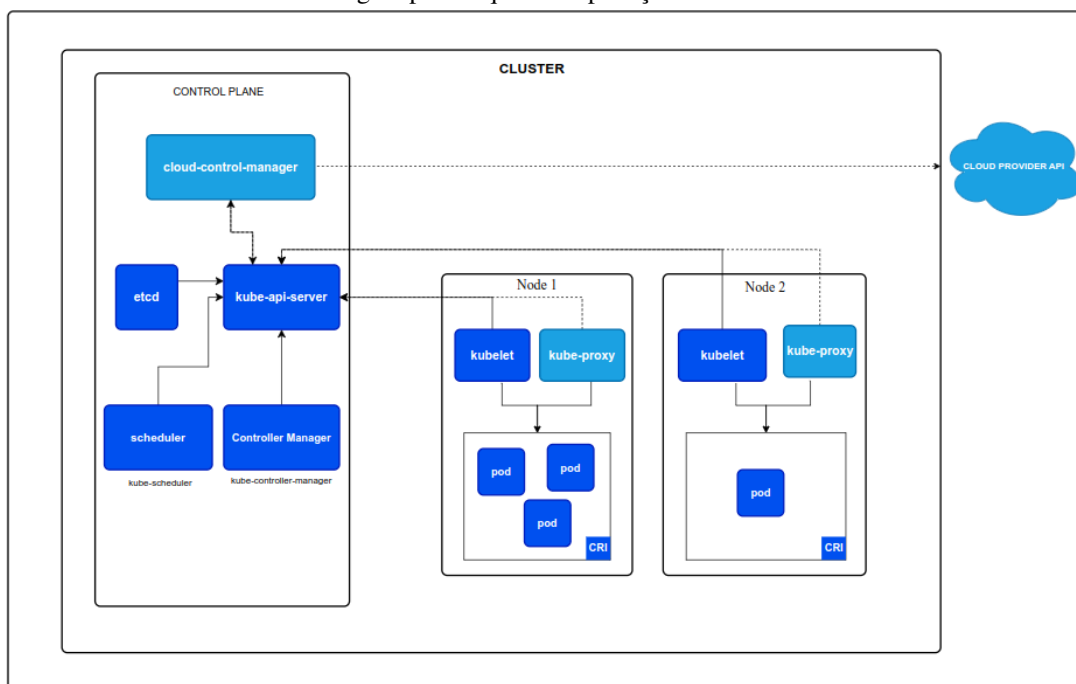 CLUSTER
CONTROL PLANE
cloud-control-manager
CLOUD PROVIDER API
etcd
kube-api-server
Node 1
Node 2
kubelet
kube-proxy
kubelet
kube-proxy
scheduler
Controller Manager
kube-scheduler
kube-controller-manager
pod
pod
pod
CRI
pod
CRI